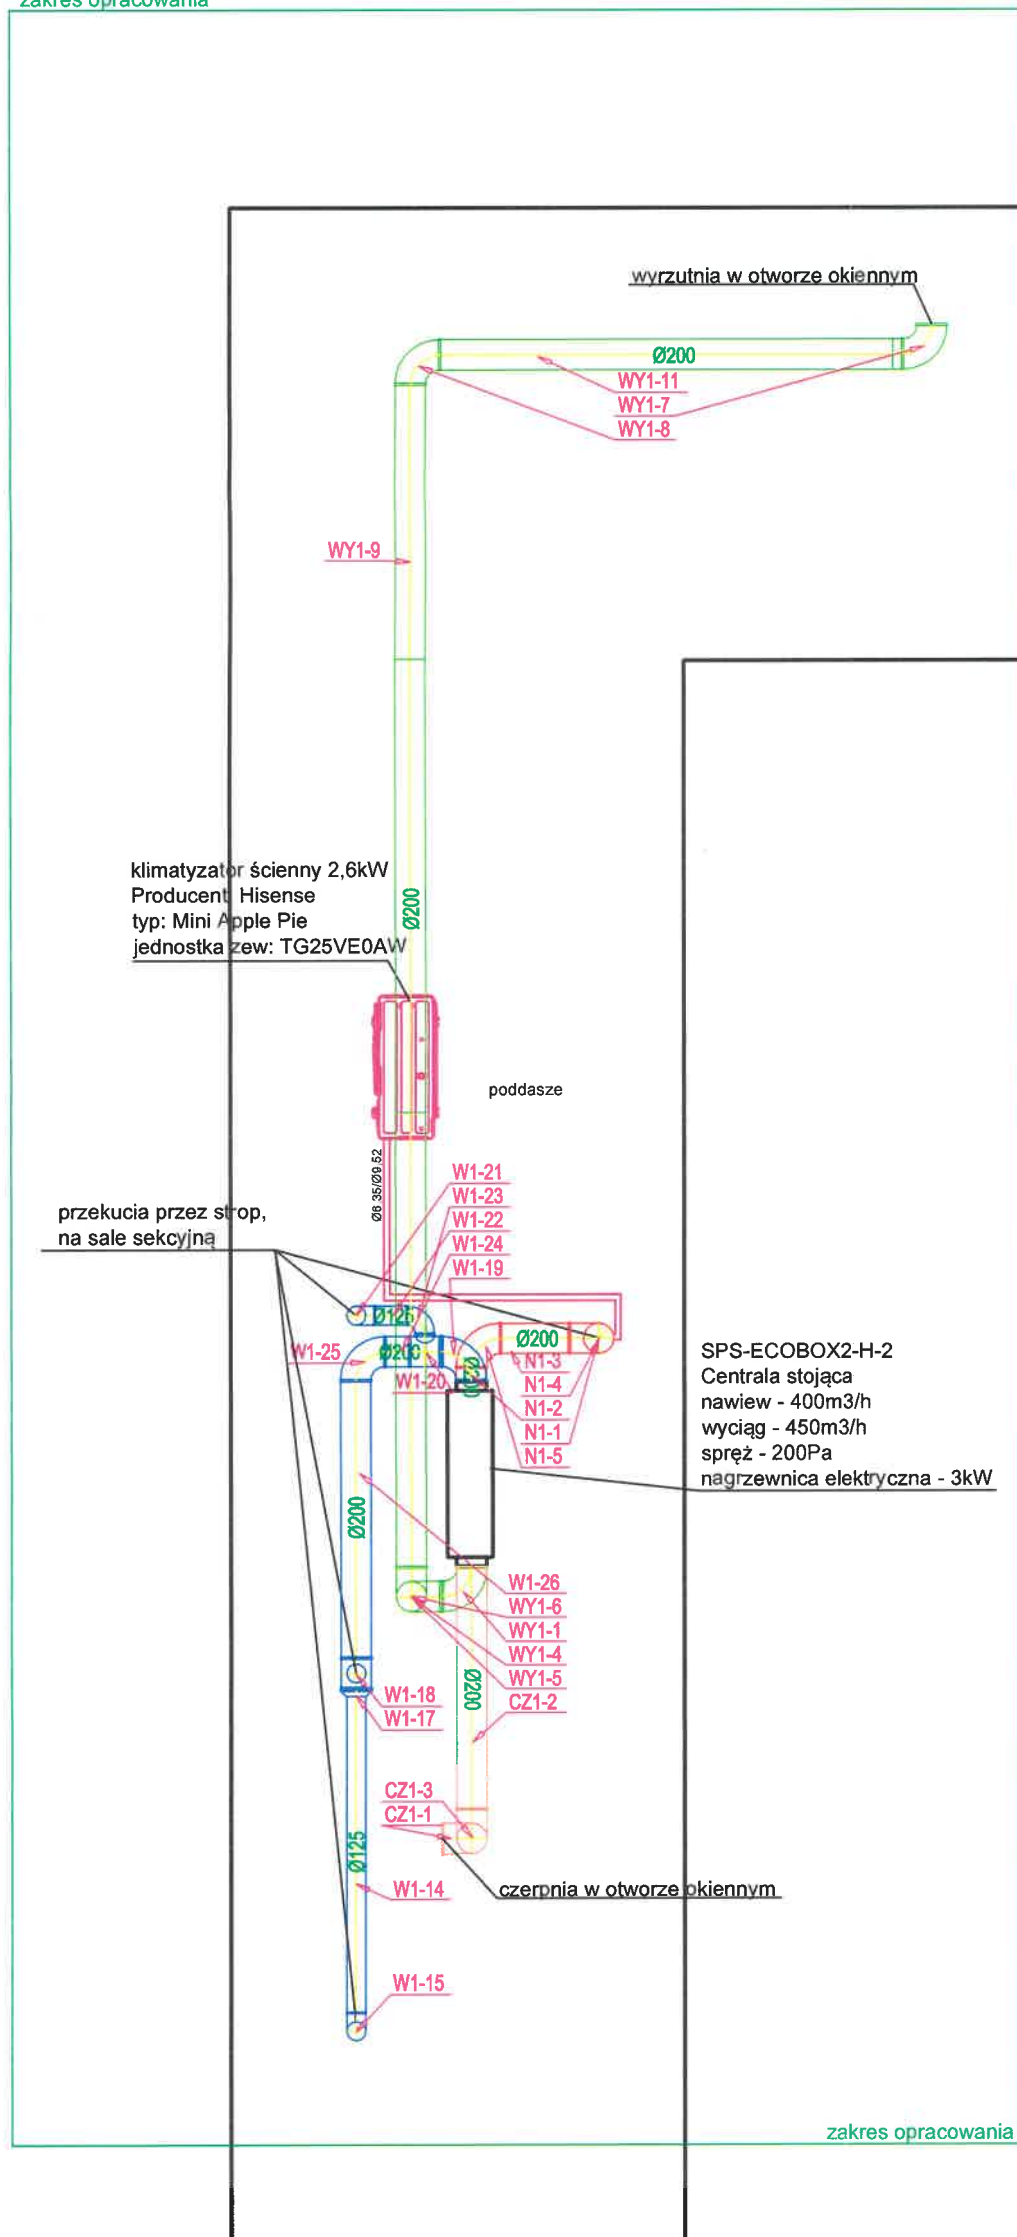 zakres opracowania
wyrzutnia w otworze okiennym
Ø200
WY1-11
WY1-7
WY1-8
WY1-9
klimatyzator ścienny 2,6kW
Producent Hisense
typ: Mini Apple Pie
jednostka zew: TG25VE0AW
Ø200
poddasze
Ø6 35/Ø9,52
W1-21
W1-23
W1-22
W1-24
W1-19
przekucia przez strop,
na sale sekcyjną
Ø125
Ø200
W1-25
Ø200
W1-20
Ø200
N1-3
N1-4
N1-2
N1-1
N1-5
SPS-ECOBOX2-H-2
Centrala stojąca
nawiew - 400m3/h
wyciąg - 450m3/h
spręż - 200Pa
nagrzewnica elektryczna - 3kW
Ø200
W1-26
WY1-6
WY1-1
WY1-4
WY1-5
CZ1-2
Ø200
W1-18
W1-17
CZ1-3
CZ1-1
Ø125
W1-14
czerpnia w otworze okiennym
W1-15
zakres opracowania